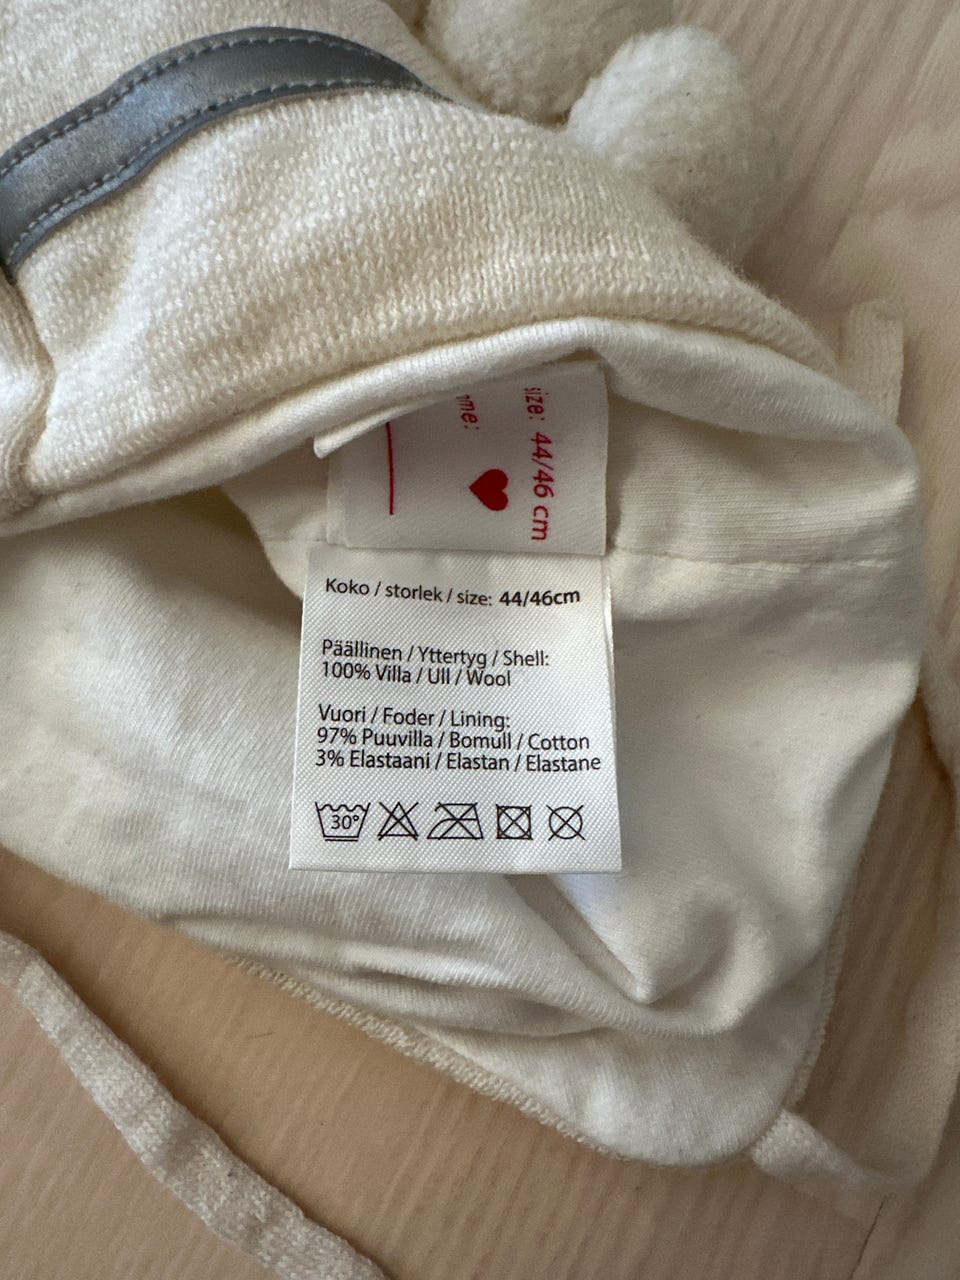 size: 44/46 cm
Koko / storlek / size: 44/46cm
Päällinen / Yttertyg / Shell:
100% Villa / Ull / Wool
Vuori / Foder / Lining:
97% Puuvilla / Bomull / Cotton
3% Elastaani / Elastan / Elastane
30°